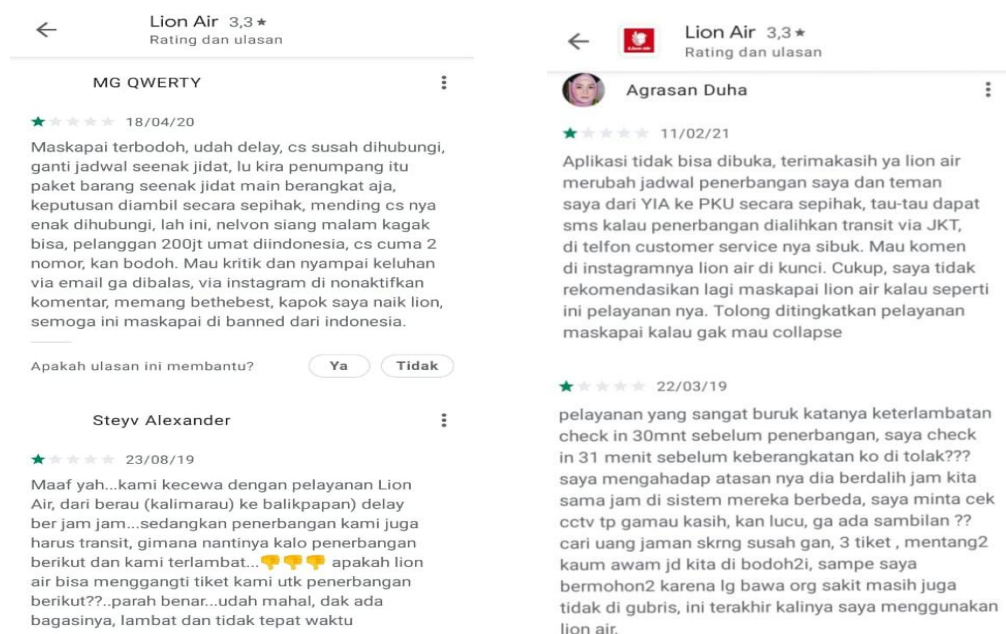 Lion Air 3,3★
Rating dan ulasan
MG QWERTY
18/04/20
Maskapai terbodoh, udah delay, cs susah dihubungi,
ganti jadwal seenak jidat, lu kira penumpang itu
paket barang seenak jidat main berangkat aja,
keputusan diambil secara sepihak, mending cs nya
enak dihubungi, lah ini, nelvon siang malam kagak
bisa, pelanggan 200jt umat diindonesia, cs cuma 2
nomor, kan bodoh. Mau kritik dan nyampai keluhan
via email ga dibalas, via instagram di nonaktifkan
komentar, memang bethebest, kapok saya naik lion,
semoga ini maskapai di banned dari indonesia.
Apakah ulasan ini membantu? Ya Tidak
Steyv Alexander
23/08/19
Maaf yah...kami kecewa dengan pelayanan Lion
Air, dari berau (kalimarau) ke balikpapan) delay
ber jam jam...sedangkan penerbangan kami juga
harus transit, gimana nantinya kalo penerbangan
berikut dan kami terlambat...👎👎👎 apakah lion
air bisa menggangti tiket kami utk penerbangan
berikut??..parah benar...udah mahal, dak ada
bagasinya, lambat dan tidak tepat waktu
Lion Air 3,3★
Rating dan ulasan
Agrasan Duha
11/02/21
Aplikasi tidak bisa dibuka, terimakasih ya lion air
merubah jadwal penerbangan saya dan teman
saya dari YIA ke PKU secara sepihak, tau-tau dapat
sms kalau penerbangan dialihkan transit via JKT,
di telfon customer service nya sibuk. Mau komen
di instagramnya lion air di kunci. Cukup, saya tidak
rekomendasikan lagi maskapai lion air kalau seperti
ini pelayanan nya. Tolong ditingkatkan pelayanan
maskapai kalau gak mau collapse
22/03/19
pelayanan yang sangat buruk katanya keterlambatan
check in 30mnt sebelum penerbangan, saya check
in 31 menit sebelum keberangkatan ko di tolak???
saya mengahadap atasan nya dia berdalih jam kita
sama jam di sistem mereka berbeda, saya minta cek
cctv tp gamau kasih, kan lucu, ga ada sambilan ??
cari uang jaman skrng susah gan, 3 tiket , mentang2
kaum awam jd kita di bodoh2i, sampe saya
bermohon2 karena lg bawa org sakit masih juga
tidak di gubris, ini terakhir kalinya saya menggunakan
lion air.